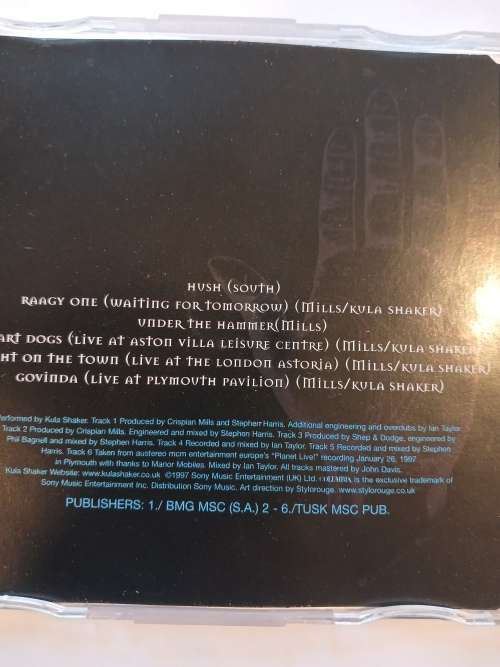 HUSH (SOUTH)
RAAGY ONE (WAITING FOR TOMORROW) (MILLS/KULA SHAKER)
UNDER THE HAMMER(MILLS)
ART DOGS (LIVE AT ASTON VILLA LEISURE CENTRE) (MILLS/KULA SHAKER)
HT ON THE TOWN (LIVE AT THE LONDON ASTORIA) (MILLS/KULA SHAKER)
GOVINDA (LIVE AT PLYMOUTH PAVILION) (MILLS/KULA SHAKER)
erformed by Kula Shaker. Track 1 Produced by Crispian Mills and Stephen Harris. Additional engineering and overdubs by Ian Taylor.
Track 2 Produced by Crispian Mills. Engineered and mixed by Stephen Harris. Track 3 Produced by Shep & Dodge, engineered by
Phil Bagnell and mixed by Stephen Harris. Track 4 Recorded and mixed by Ian Taylor. Track 5 Recorded and mixed by Stephen
Harris. Track 6 Taken from austereo mcm entertainment europe's "Planet Live!" recording January 26, 1997
in Plymouth with thanks to Manor Mobiles. Mixed by Ian Taylor. All tracks mastered by John Davis.
Kula Shaker Website: www.kulashaker.co.uk ©1997 Sony Music Entertainment (UK) Ltd. COLUMBIA is the exclusive trademark of
Sony Music Entertainment Inc. Distribution Sony Music. Art direction by Stylorouge. www.stylorouge.co.uk
PUBLISHERS: 1./ BMG MSC (S.A.) 2 - 6./TUSK MSC PUB.